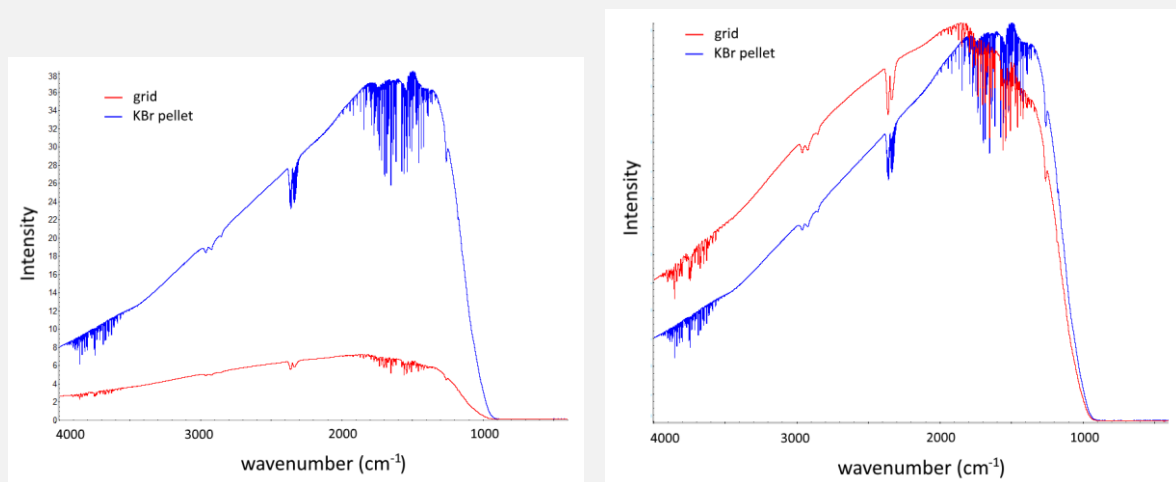 grid
KBr pellet
38
36
34
32
30
28
26
24
22
20
18
16
14
12
10
8
6
4
2
0
Intensity
4000 3000 2000 1000
wavenumber (cm⁻¹)
grid
KBr pellet
Intensity
4000 3000 2000 1000
wavenumber (cm⁻¹)